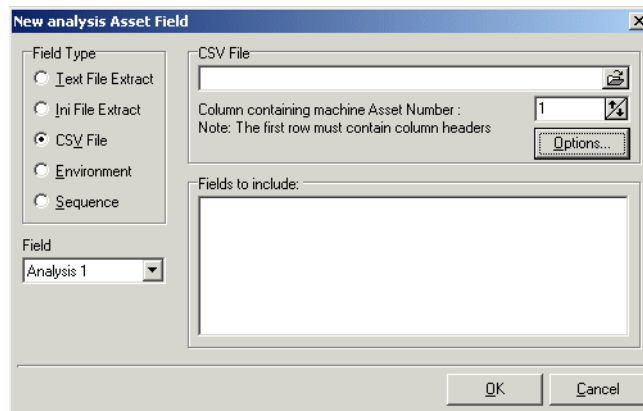 New analysis Asset Field
Field Type
Text File Extract
Ini File Extract
CSV File
Environment
Sequence
Field
Analysis 1
CSV File
Column containing machine Asset Number :
1
Note: The first row must contain column headers
Options...
Fields to include:
OK
Cancel